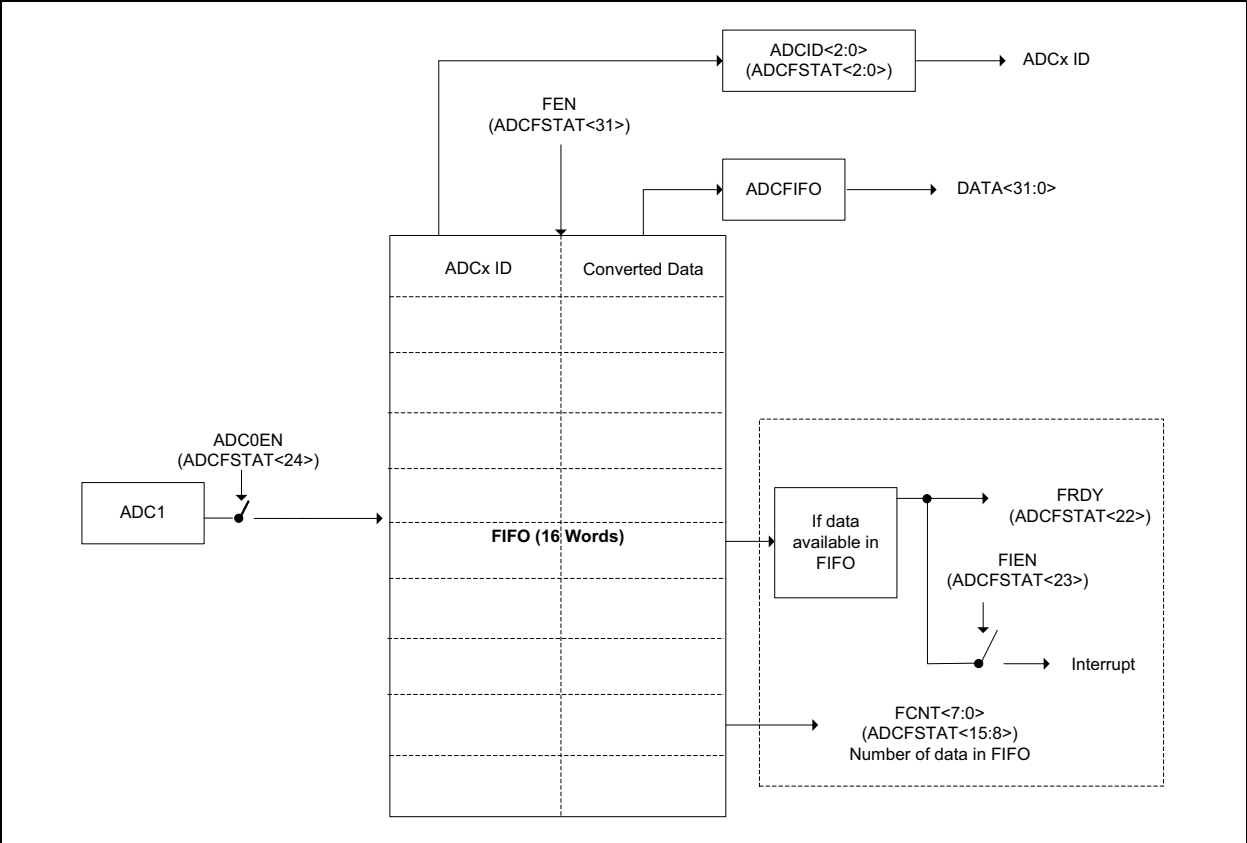 ADCID<2:0>
(ADCFSTAT<2:0>)
ADCx ID
FEN
(ADCFSTAT<31>)
ADCFIFO
DATA<31:0>
ADCx ID
Converted Data
ADC0EN
(ADCFSTAT<24>)
ADC1
FIFO (16 Words)
If data
available in
FIFO
FRDY
(ADCFSTAT<22>)
FIEN
(ADCFSTAT<23>)
Interrupt
FCNT<7:0>
(ADCFSTAT<15:8>)
Number of data in FIFO